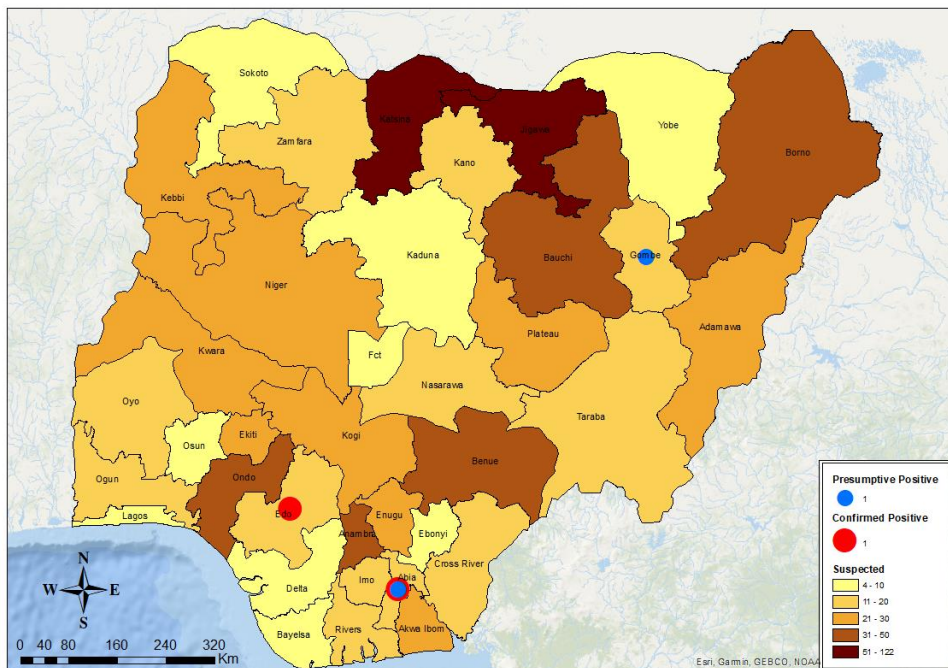 Sokoto
Katsina
Jigawa
Yobe
Borno
Zamfara
Kano
Kebbi
Kaduna
Bauchi
Gombe
Niger
Adamawa
Plateau
Kwara
Fct
Nasarawa
Taraba
Oyo
Osun
Ekiti
Kogi
Benue
Ogun
Ondo
Edo
Lagos
Anambra
Enugu
Ebonyi
Cross River
Delta
Imo
Abia
Bayelsa
Rivers
Akwa Ibom
N
W E
S
0 40 80 160 240 320
Km
Presumptive Positive
1
Confirmed Positive
1
Suspected
4 - 10
11 - 20
21 - 30
31 - 50
51 - 122
Esri, Garmin, GEBCO, NOAA